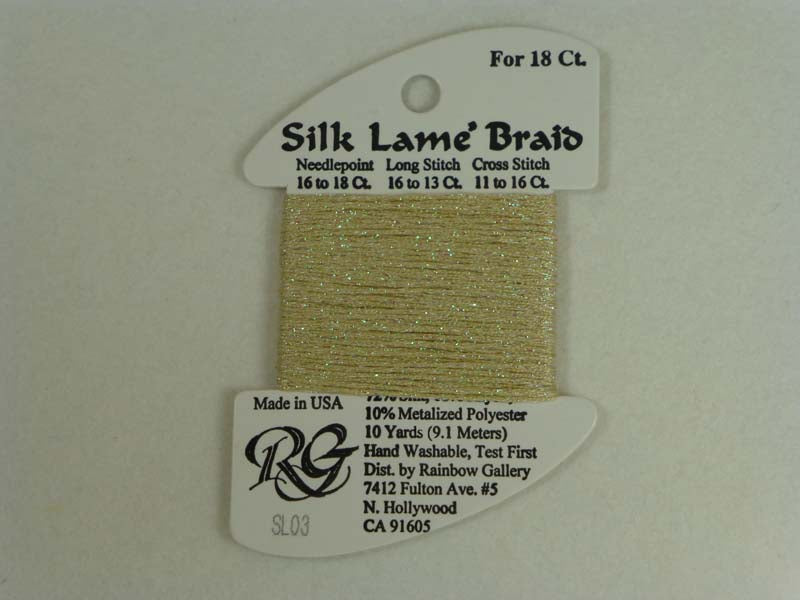 For 18 Ct.
Silk Lame' Braid
Needlepoint Long Stitch Cross Stitch
16 to 18 Ct. 16 to 13 Ct. 11 to 16 Ct.
Made in USA
10% Metalized Polyester
10 Yards (9.1 Meters)
Hand Washable, Test First
Dist. by Rainbow Gallery
7412 Fulton Ave. #5
N. Hollywood
CA 91605
RG
SL03